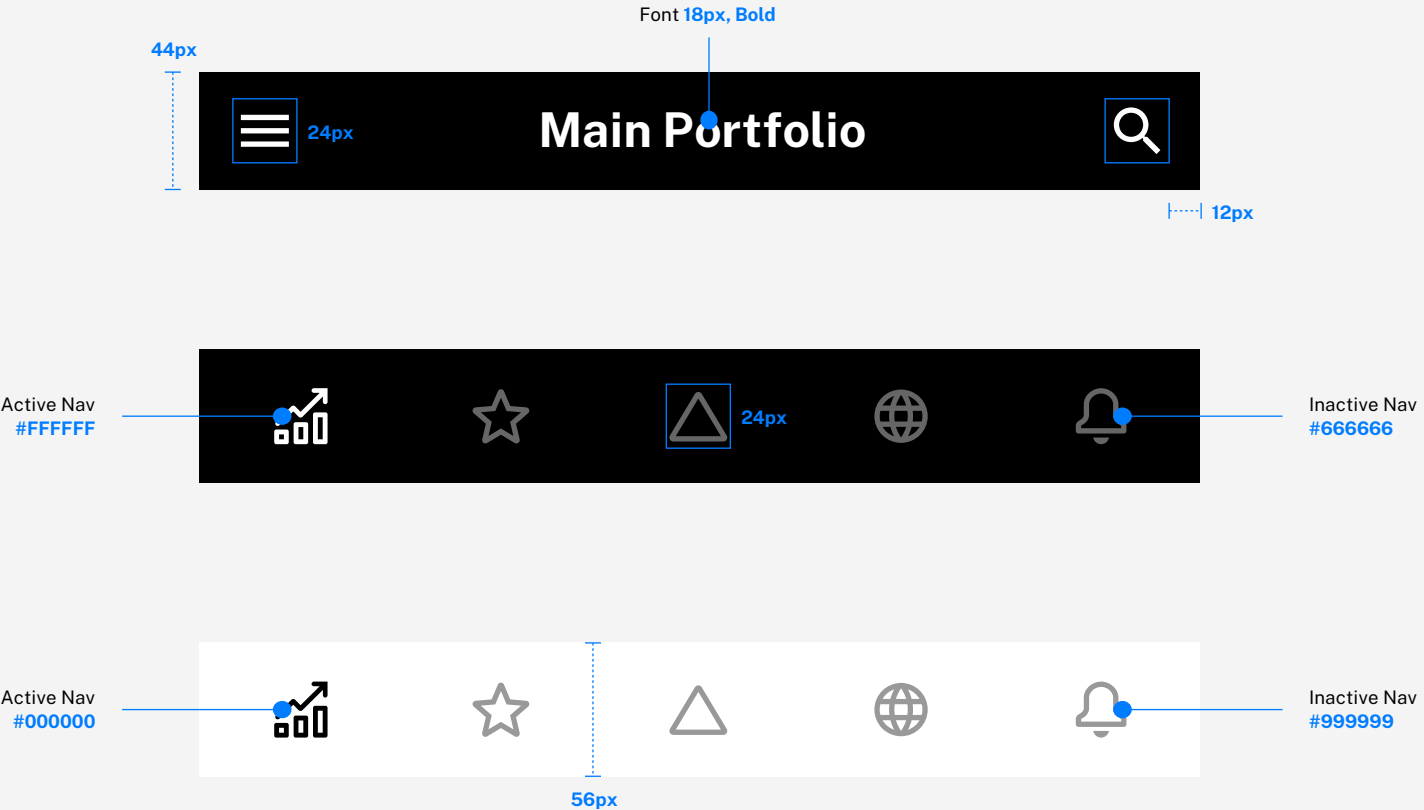 Font 18px, Bold
44px
24px
Main Portfolio
12px
Active Nav
#FFFFFF
24px
Inactive Nav
#666666
Active Nav
#000000
Inactive Nav
#999999
56px